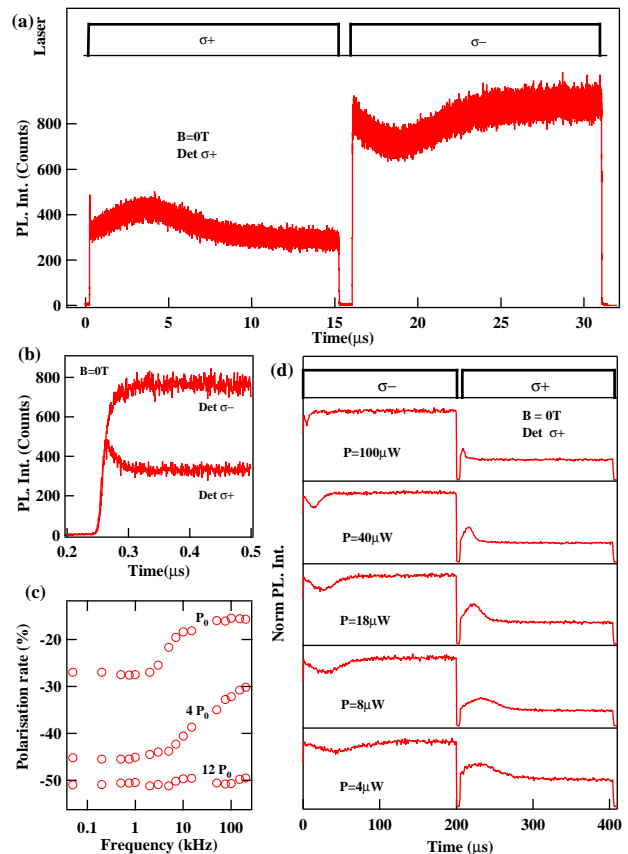 (a)
Laser
σ+
σ−
PL. Int. (Counts)
800
600
400
200
0
B=0T
Det σ+
0
5
10
15
20
25
30
Time(μs)
(b)
B=0T
PL. Int. (Counts)
800
600
400
200
0
Det σ−
Det σ+
0.2
0.3
0.4
0.5
Time(μs)
(c)
Polarisation rate (%)
-20
-30
-40
-50
P0
4 P0
12 P0
0.1
1
10
100
Frequency (kHz)
(d)
σ−
σ+
B = 0T
Det σ+
P=100μW
P=40μW
P=18μW
P=8μW
P=4μW
Norm PL. Int.
0
100
200
300
400
Time (μs)